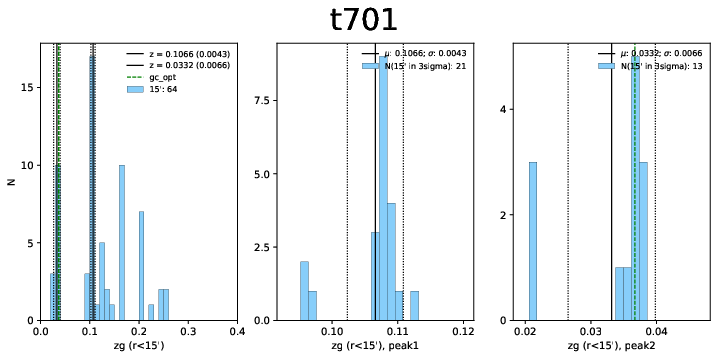 t701
z = 0.1066 (0.0043)
z = 0.0332 (0.0066)
gc_opt
15': 64
N
15
10
5
0
0.0 0.1 0.2 0.3 0.4
zg (r<15')
μ: 0.1066; σ: 0.0043
N(15' in 3sigma): 21
7.5
5.0
2.5
0.0
0.10 0.11 0.12
zg (r<15'), peak1
μ: 0.0332; σ: 0.0066
N(15' in 3sigma): 13
4
2
0
0.02 0.03 0.04
zg (r<15'), peak2